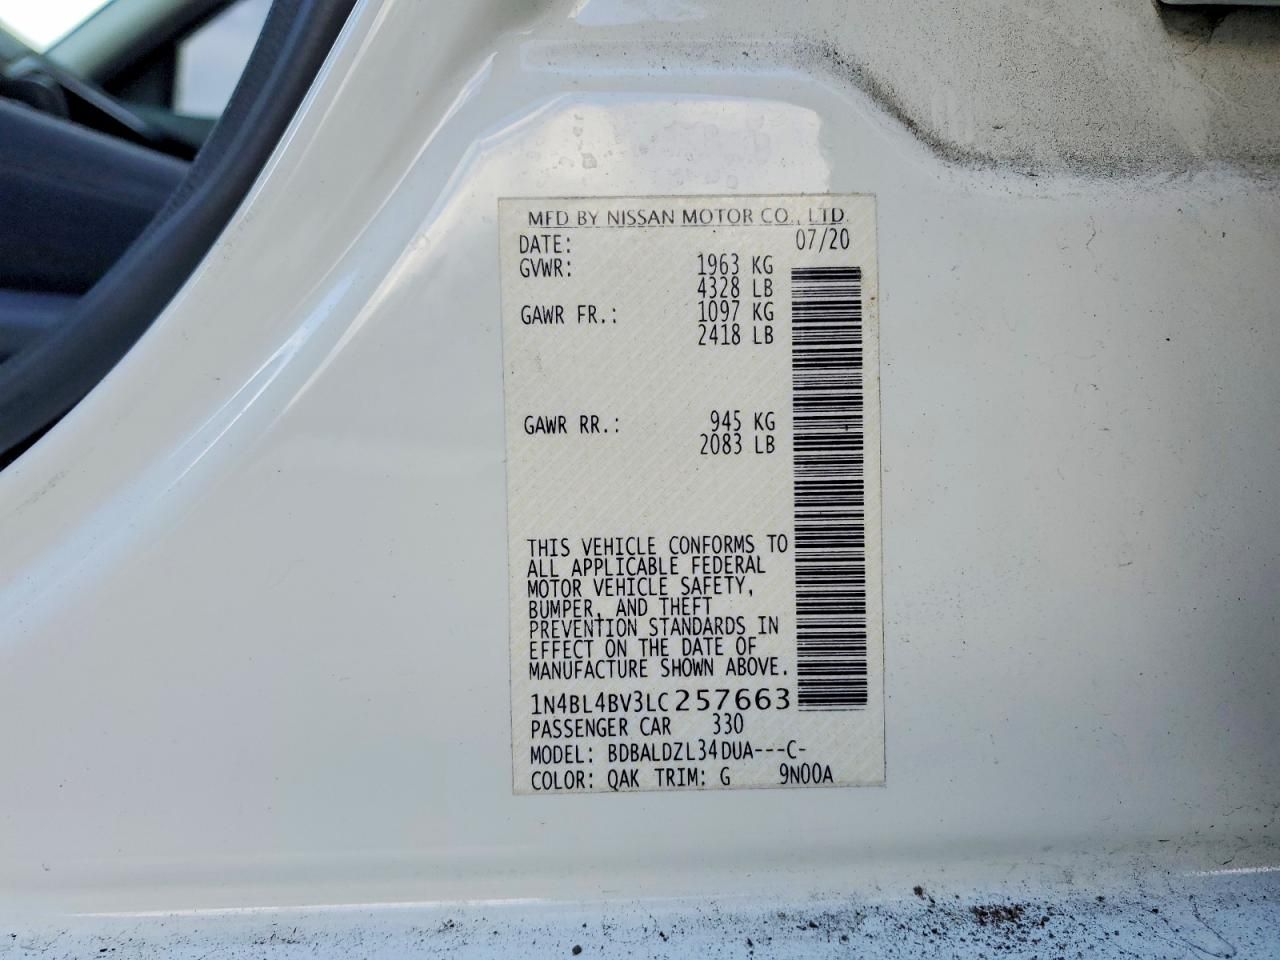 MFD BY NISSAN MOTOR CO., LTD.
DATE: 07/20
GVWR: 1963 KG
4328 LB
GAWR FR.: 1097 KG
2418 LB
GAWR RR.: 945 KG
2083 LB
THIS VEHICLE CONFORMS TO
ALL APPLICABLE FEDERAL
MOTOR VEHICLE SAFETY,
BUMPER, AND THEFT
PREVENTION STANDARDS IN
EFFECT ON THE DATE OF
MANUFACTURE SHOWN ABOVE.
1N4BL4BV3LC257663
PASSENGER CAR 330
MODEL: BDBALDZL34DUA---C-
COLOR: QAK TRIM: G 9N00A